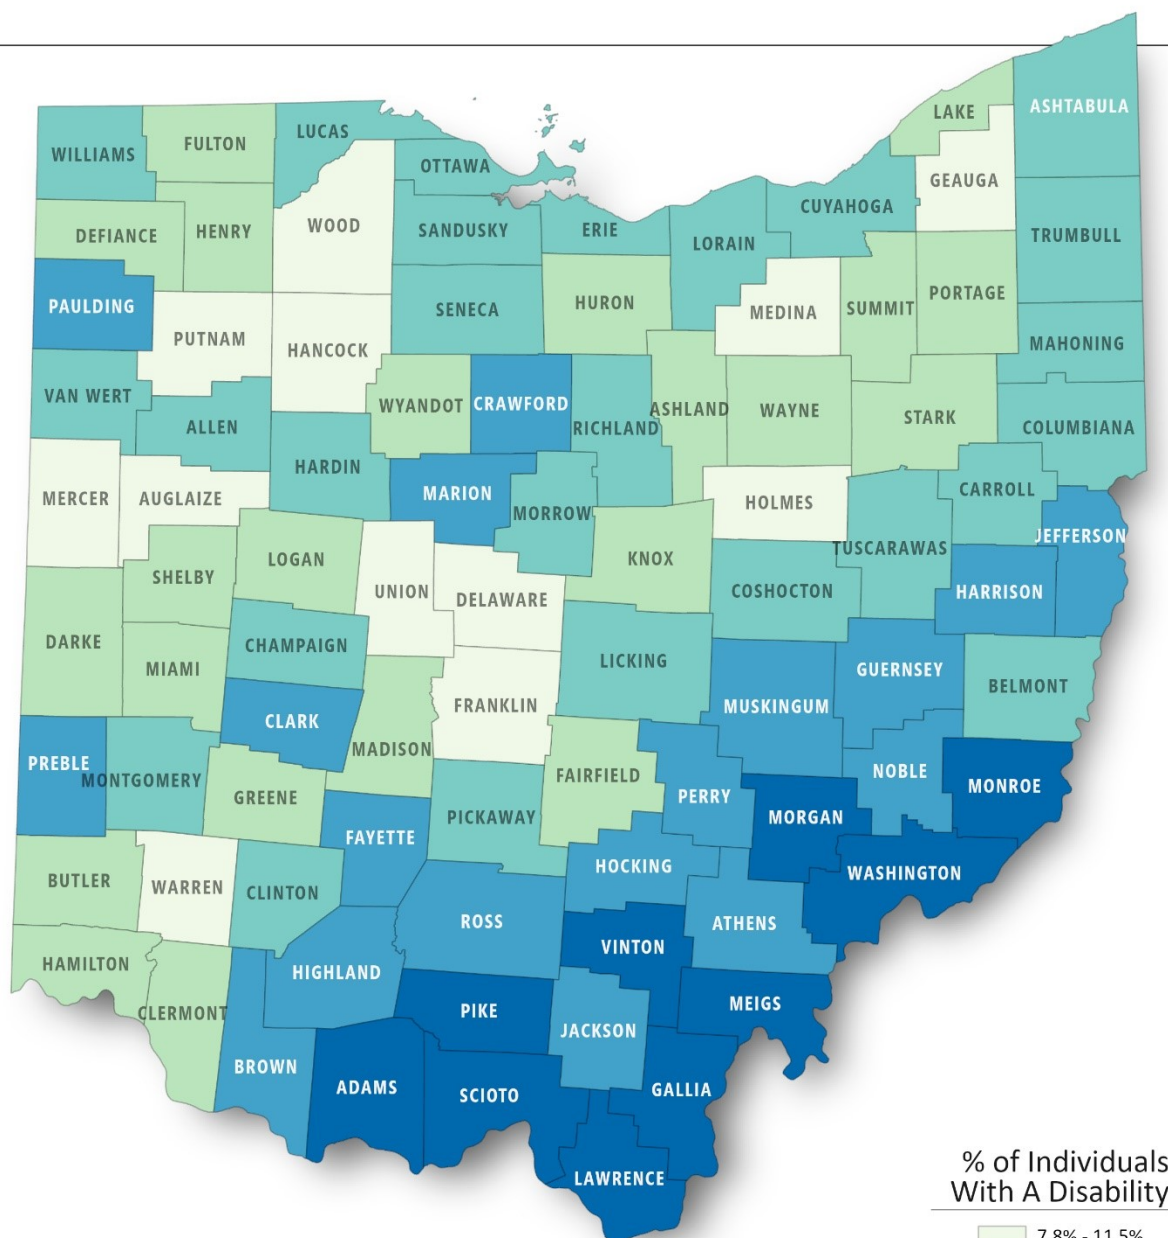 ASHTABULA
LAKE
LUCAS
FULTON
WILLIAMS
OTTAWA
GEAUGA
CUYAHOGA
WOOD
SANDUSKY
ERIE
HENRY
DEFIANCE
LORAIN
TRUMBULL
PORTAGE
HURON
PAULDING
SENECA
MEDINA
SUMMIT
PUTNAM
HANCOCK
MAHONING
VAN WERT
WYANDOT
CRAWFORD
ASHLAND
WAYNE
STARK
ALLEN
RICHLAND
COLUMBIANA
HARDIN
MERCER
AUGLAIZE
MARION
CARROLL
HOLMES
MORROW
JEFFERSON
TUSCARAWAS
LOGAN
KNOX
SHELBY
UNION
DELAWARE
COSHOCTON
HARRISON
DARKE
CHAMPAIGN
MIAMI
LICKING
GUERNSEY
BELMONT
FRANKLIN
MUSKINGUM
CLARK
MADISON
PREBLE
MONTGOMERY
FAIRFIELD
NOBLE
MONROE
GREENE
PERRY
PICKAWAY
MORGAN
FAYETTE
HOCKING
WASHINGTON
BUTLER
WARREN
CLINTON
ROSS
ATHENS
VINTON
HAMILTON
HIGHLAND
MEIGS
CLERMONT
PIKE
JACKSON
BROWN
ADAMS
SCIOTO
GALLIA
LAWRENCE
% of Individuals
With A Disability
7.8% - 11.5%